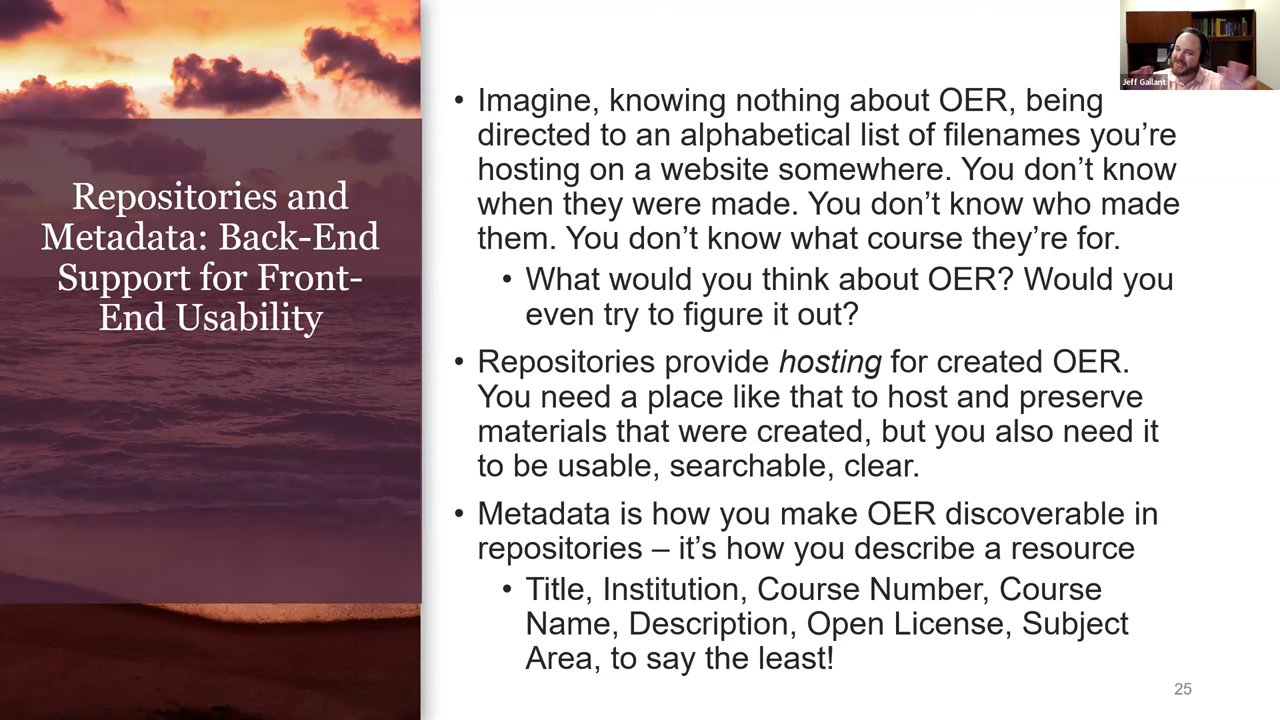 Repositories and
Metadata: Back-End
Support for Front-
End Usability
• Imagine, knowing nothing about OER, being
directed to an alphabetical list of filenames you’re
hosting on a website somewhere. You don’t know
when they were made. You don’t know who made
them. You don’t know what course they’re for.
• What would you think about OER? Would you
even try to figure it out?
• Repositories provide hosting for created OER.
You need a place like that to host and preserve
materials that were created, but you also need it
to be usable, searchable, clear.
• Metadata is how you make OER discoverable in
repositories – it’s how you describe a resource
• Title, Institution, Course Number, Course
Name, Description, Open License, Subject
Area, to say the least!
25
Jeff Gallant